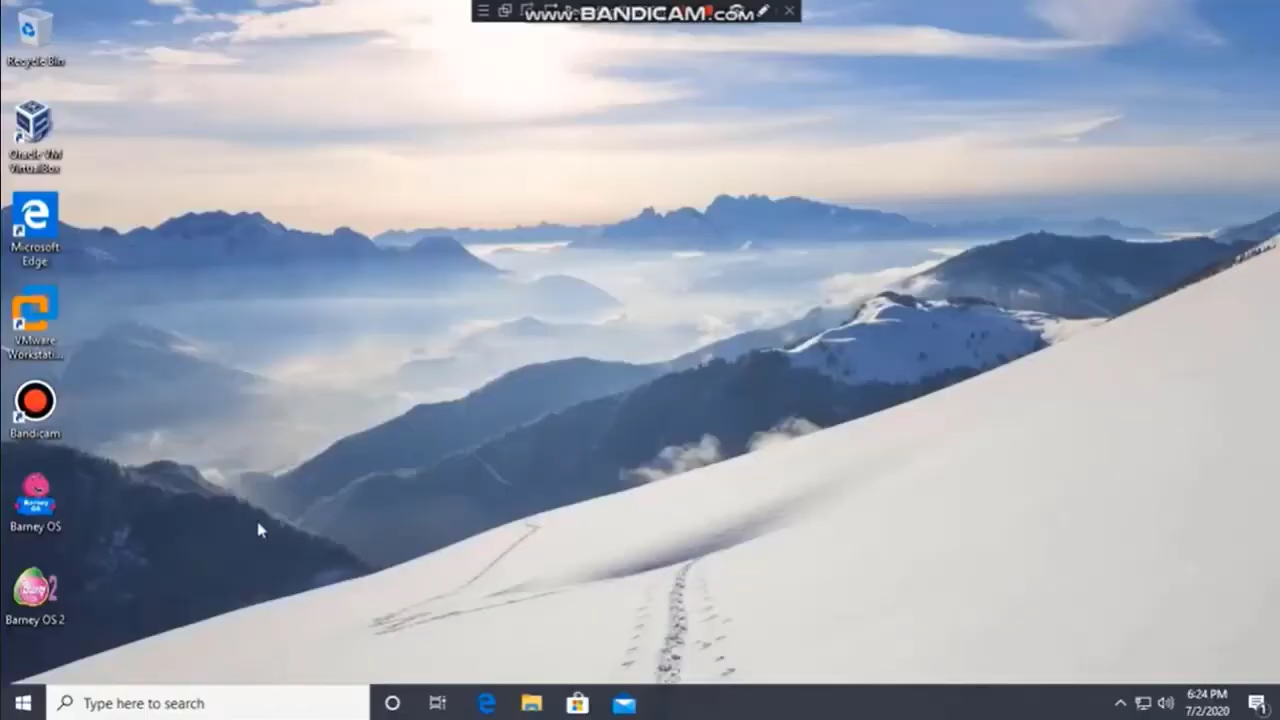 www.BANDICAM.com
Recycle Bin
Oracle VM
VirtualBox
Microsoft
Edge
VMware
Workstati...
Bandicam
Barney OS
Barney OS 2
Type here to search
6:24 PM
7/2/2020